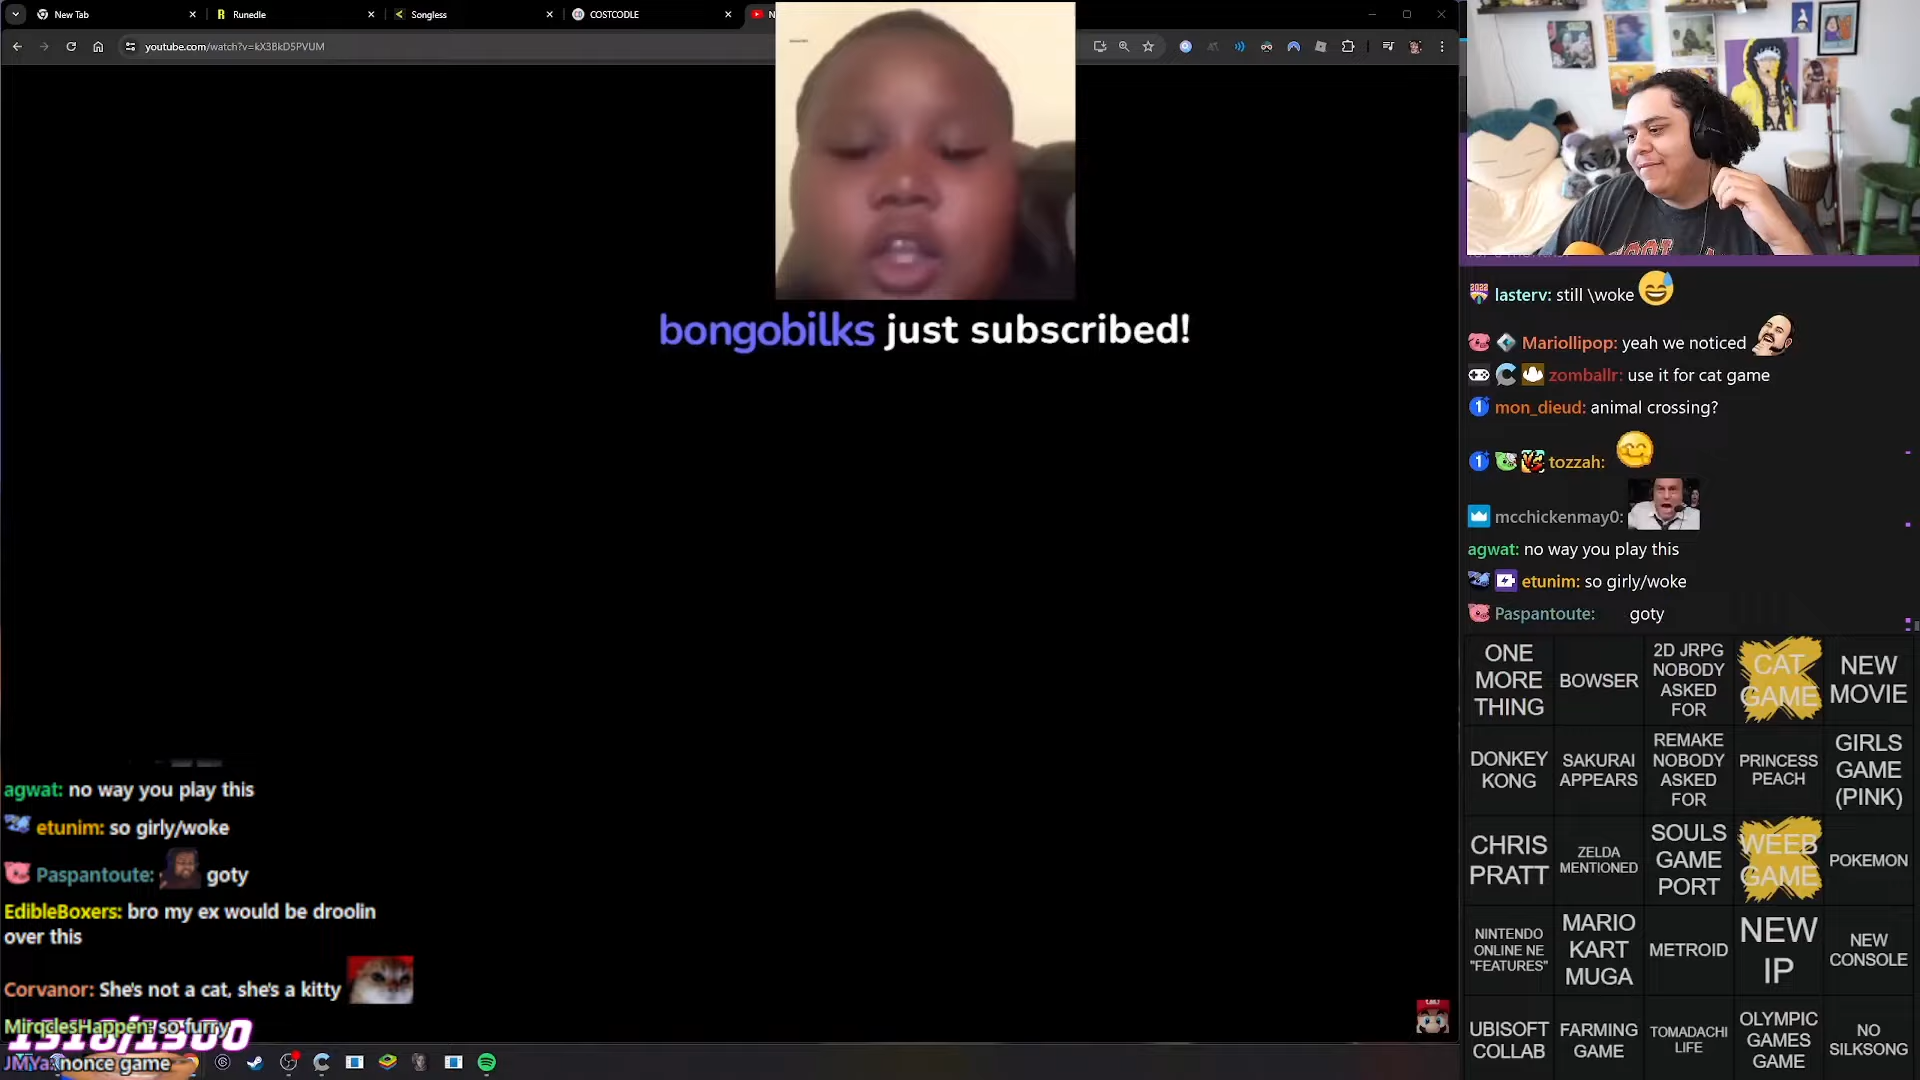 New Tab
Runedle
Songless
COSTCODLE
N
youtube.com/watch?v=kX3BkD5PVUM
bongobilks just subscribed!
lasterv: still \woke
Mariollipop: yeah we noticed
zomballr: use it for cat game
mon_dieud: animal crossing?
tozzah:
mcchickenmay0:
agwat: no way you play this
etunim: so girly/woke
Paspantoute: goty
ONE MORE THING
BOWSER
2D JRPG NOBODY ASKED FOR
CAT GAME
NEW MOVIE
DONKEY KONG
SAKURAI APPEARS
REMAKE NOBODY ASKED FOR
PRINCESS PEACH
GIRLS GAME (PINK)
CHRIS PRATT
ZELDA MENTIONED
SOULS GAME PORT
WEEB GAME
POKEMON
NINTENDO ONLINE NE "FEATURES"
MARIO KART MUGA
METROID
NEW IP
NEW CONSOLE
UBISOFT COLLAB
FARMING GAME
TOMADACHI LIFE
OLYMPIC GAMES GAME
NO SILKSONG
agwat: no way you play this
etunim: so girly/woke
Paspantoute: goty
EdibleBoxers: bro my ex would be droolin
over this
Corvanor: She's not a cat, she's a kitty
MirqclesHappen: so furry
JMYa: nonce game